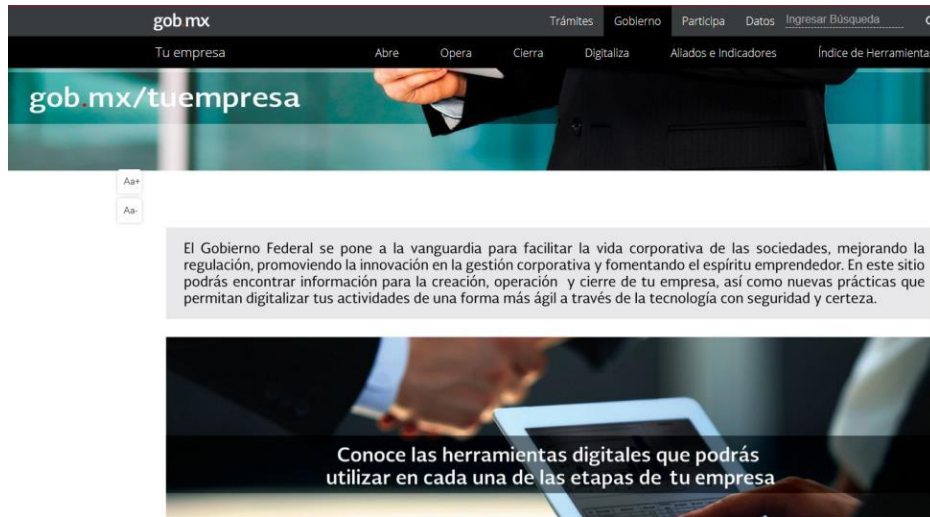 gob.mx Trámites Gobierno Participa Datos Ingresar Búsqueda
Tu empresa Abre Opera Cierra Digitaliza Aliados e Indicadores Índice de Herramientas
gob.mx/tuempresa
Aa+
Aa-
El Gobierno Federal se pone a la vanguardia para facilitar la vida corporativa de las sociedades, mejorando la
regulación, promoviendo la innovación en la gestión corporativa y fomentando el espíritu emprendedor. En este sitio
podrás encontrar información para la creación, operación y cierre de tu empresa, así como nuevas prácticas que
permitan digitalizar tus actividades de una forma más ágil a través de la tecnología con seguridad y certeza.
Conoce las herramientas digitales que podrás
utilizar en cada una de las etapas de tu empresa